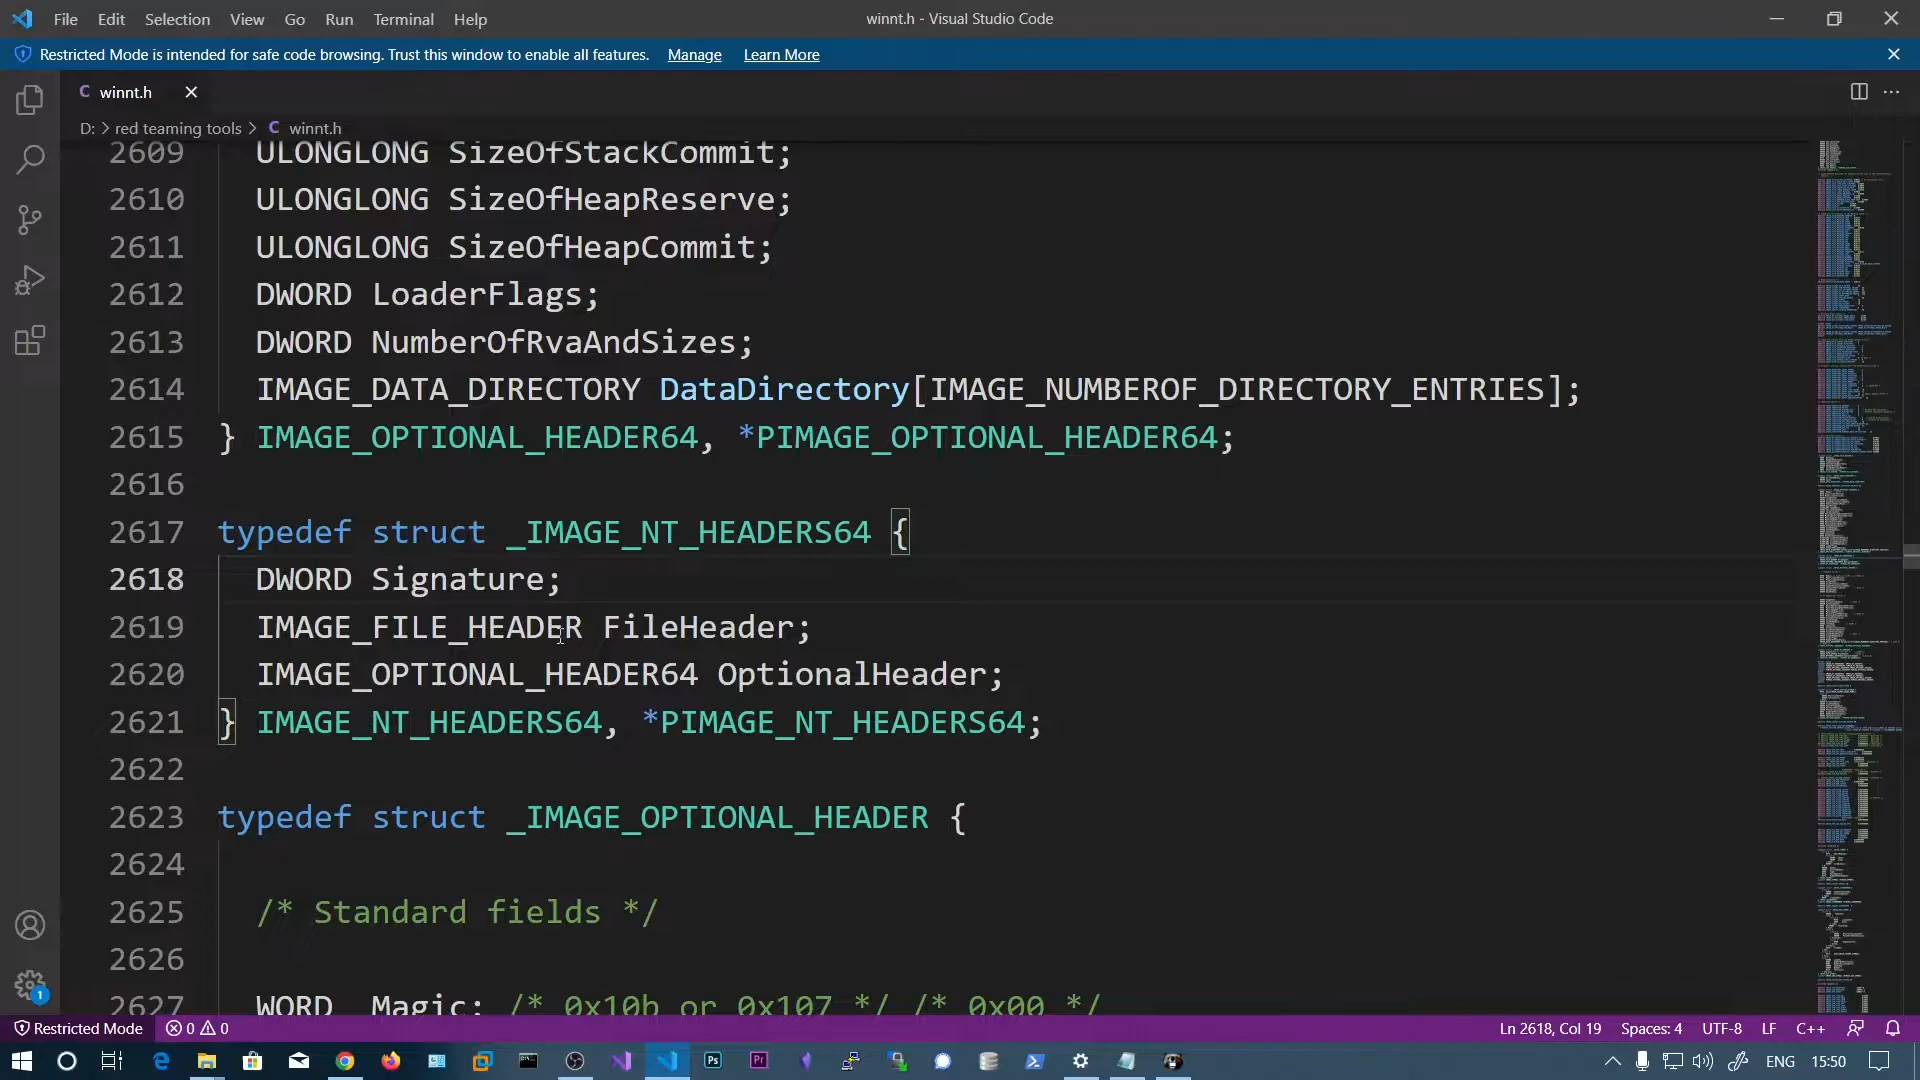 File Edit Selection View Go Run Terminal Help
winnt.h - Visual Studio Code
Restricted Mode is intended for safe code browsing. Trust this window to enable all features. Manage Learn More
C winnt.h
D: > red teaming tools > C winnt.h
2609 ULONGLONG SizeOfStackCommit;
2610 ULONGLONG SizeOfHeapReserve;
2611 ULONGLONG SizeOfHeapCommit;
2612 DWORD LoaderFlags;
2613 DWORD NumberOfRvaAndSizes;
2614 IMAGE_DATA_DIRECTORY DataDirectory[IMAGE_NUMBEROF_DIRECTORY_ENTRIES];
2615 } IMAGE_OPTIONAL_HEADER64, *PIMAGE_OPTIONAL_HEADER64;
2616
2617 typedef struct _IMAGE_NT_HEADERS64 {
2618 DWORD Signature;
2619 IMAGE_FILE_HEADER FileHeader;
2620 IMAGE_OPTIONAL_HEADER64 OptionalHeader;
2621 } IMAGE_NT_HEADERS64, *PIMAGE_NT_HEADERS64;
2622
2623 typedef struct _IMAGE_OPTIONAL_HEADER {
2624
2625 /* Standard fields */
2626
2627 WORD Magic; /* 0x10b or 0x107 */ /* 0x00 */
1
Restricted Mode 0 0
Ln 2618, Col 19 Spaces: 4 UTF-8 LF C++
Ps Pr
ENG 15:50